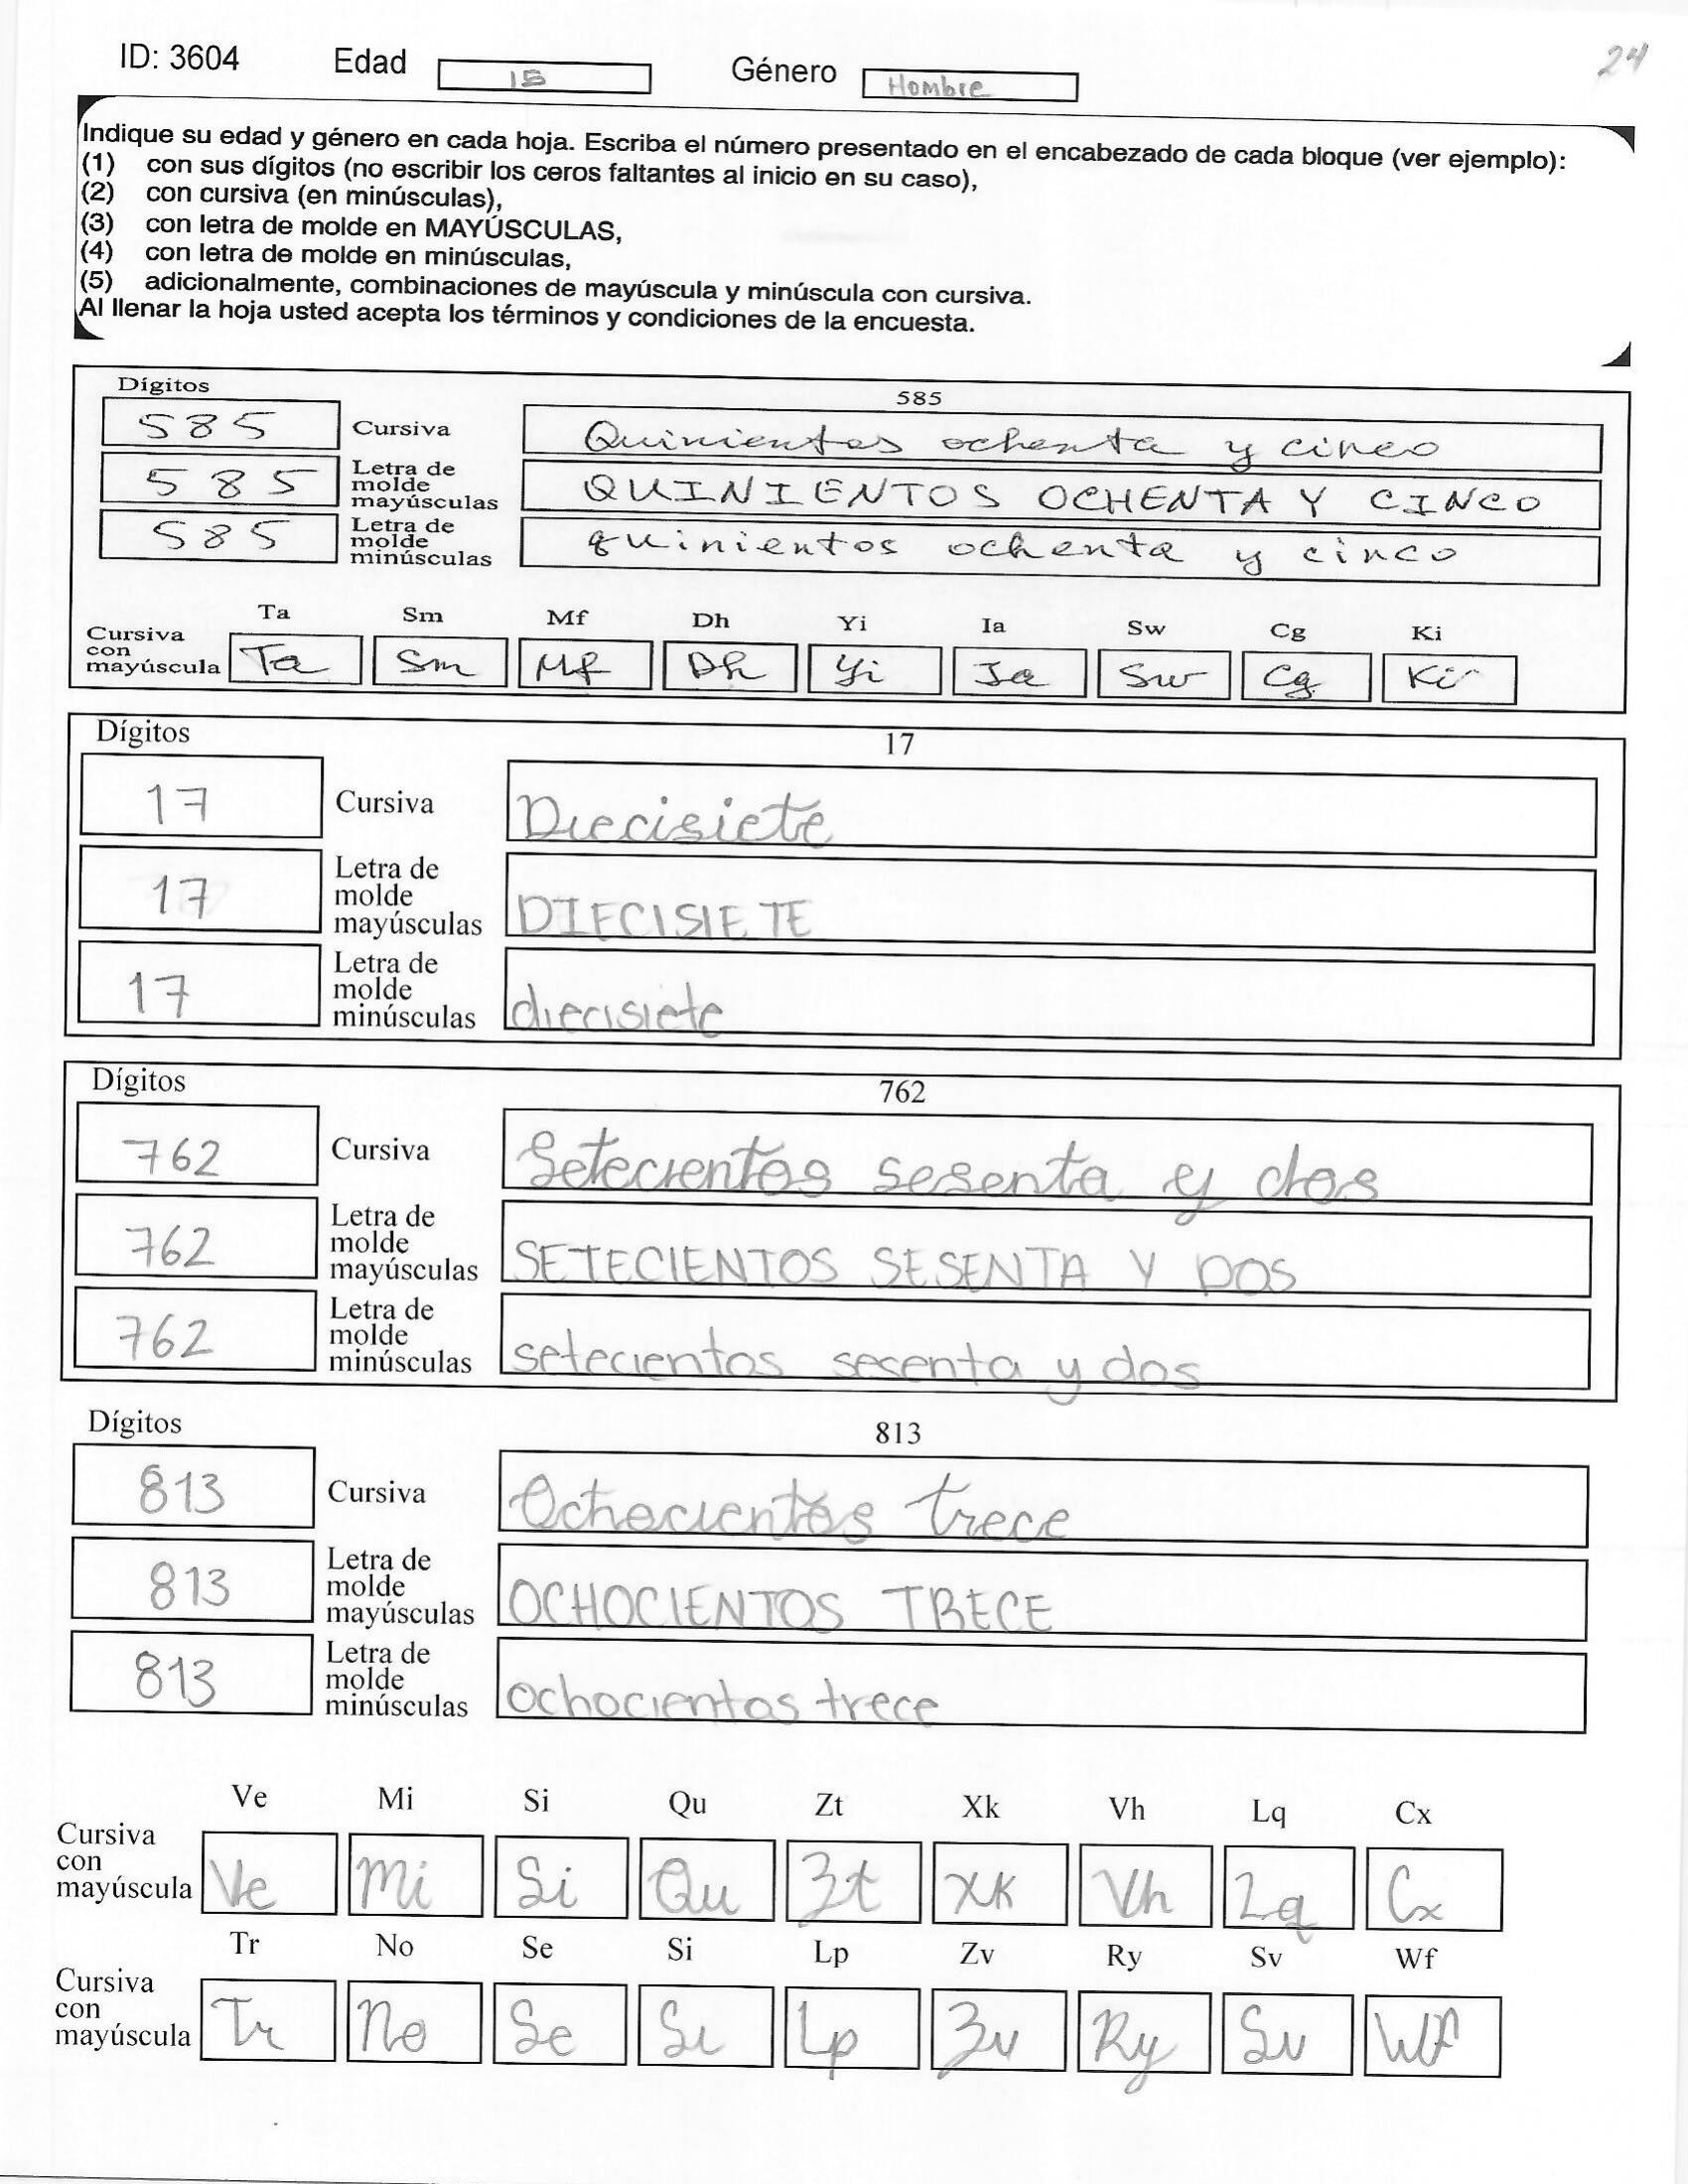 ID: 3604 Edad 15 Género Hombre 24
Indique su edad y género en cada hoja. Escriba el número presentado en el encabezado de cada bloque (ver ejemplo):
(1) con sus dígitos (no escribir los ceros faltantes al inicio en su caso),
(2) con cursiva (en minúsculas),
(3) con letra de molde en MAYÚSCULAS,
(4) con letra de molde en minúsculas,
(5) adicionalmente, combinaciones de mayúscula y minúscula con cursiva.
Al llenar la hoja usted acepta los términos y condiciones de la encuesta.
Dígitos 585
585 Cursiva Quinientos ochenta y cinco
585 Letra de molde mayúsculas QUINIENTOS OCHENTA Y CINCO
585 Letra de molde minúsculas quinientos ochenta y cinco
Ta Sm Mf Dh Yi Ia Sw Cg Ki
Cursiva con mayúscula Ta Sm Mf Dh Yi Ia Sw Cg Ki
Dígitos 17
17 Cursiva Diecisiete
17 Letra de molde mayúsculas DIECISIETE
17 Letra de molde minúsculas diecisiete
Dígitos 762
762 Cursiva Setecientos sesenta y dos
762 Letra de molde mayúsculas SETECIENTOS SESENTA Y DOS
762 Letra de molde minúsculas setecientos sesenta y dos
Dígitos 813
813 Cursiva Ochocientos trece
813 Letra de molde mayúsculas OCHOCIENTOS TRECE
813 Letra de molde minúsculas ochocientos trece
Ve Mi Si Qu Zt Xk Vh Lq Cx
Cursiva con mayúscula Ve Mi Si Qu Zt Xk Vh Lq Cx
Tr No Se Si Lp Zv Ry Sv Wf
Cursiva con mayúscula Tr No Se Si Lp Zv Ry Sv Wf